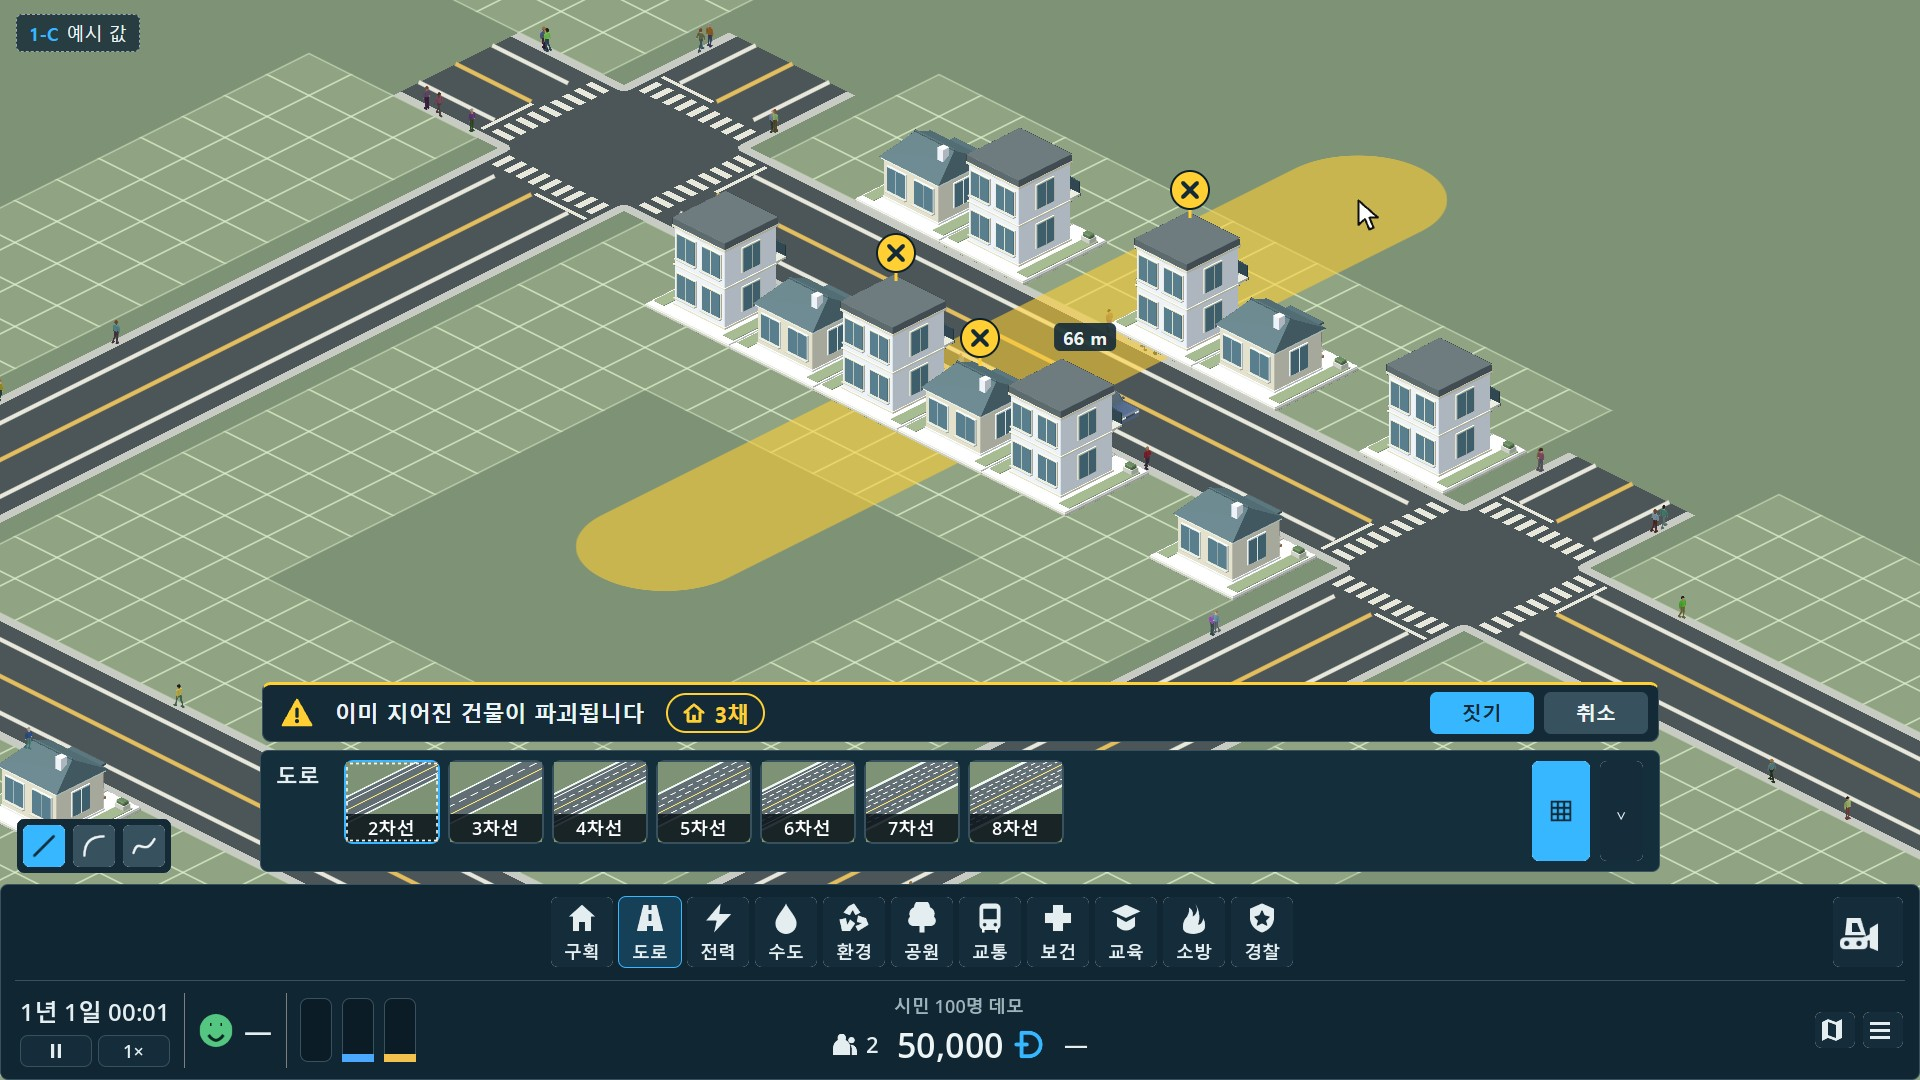 1-C 예시 값
66 m
이미 지어진 건물이 파괴됩니다 3채 짓기 취소
도로
2차선 3차선 4차선 5차선 6차선 7차선 8차선
구획 도로 전력 수도 환경 공원 교통 보건 교육 소방 경찰
1년 1일 00:01
1×
시민 100명 데모
2 50,000 —